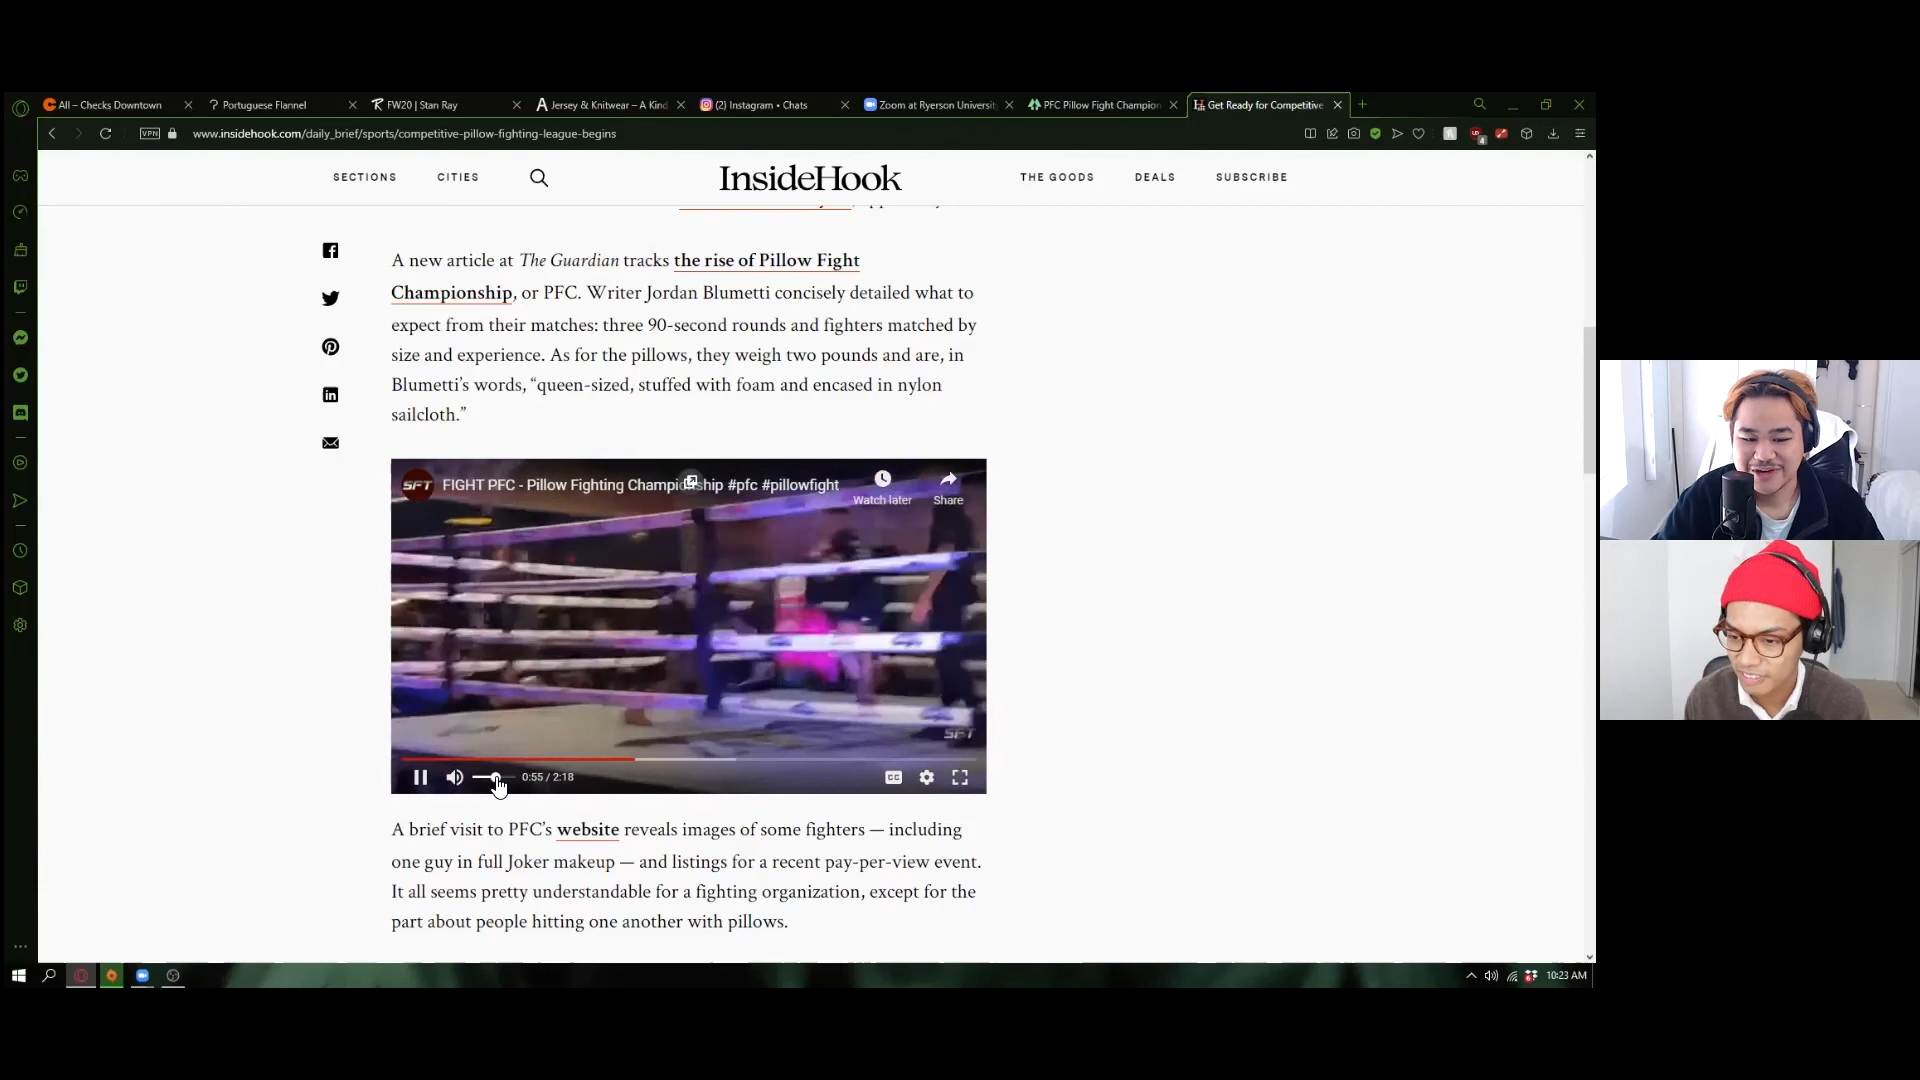 All – Checks Downtown
Portuguese Flannel
FW20 | Stan Ray
Jersey & Knitwear – A Kind
(2) Instagram • Chats
Zoom at Ryerson University
PFC Pillow Fight Champion
Get Ready for Competitive
VPN
www.insidehook.com/daily_brief/sports/competitive-pillow-fighting-league-begins
SECTIONS
CITIES
InsideHook
THE GOODS
DEALS
SUBSCRIBE
A new article at The Guardian tracks the rise of Pillow Fight
Championship, or PFC. Writer Jordan Blumetti concisely detailed what to
expect from their matches: three 90-second rounds and fighters matched by
size and experience. As for the pillows, they weigh two pounds and are, in
Blumetti's words, “queen-sized, stuffed with foam and encased in nylon
sailcloth.”
SFT
FIGHT PFC - Pillow Fighting Championship #pfc #pillowfight
Watch later
Share
SFT
0:55 / 2:18
CC
A brief visit to PFC's website reveals images of some fighters — including
one guy in full Joker makeup — and listings for a recent pay-per-view event.
It all seems pretty understandable for a fighting organization, except for the
part about people hitting one another with pillows.
10:23 AM